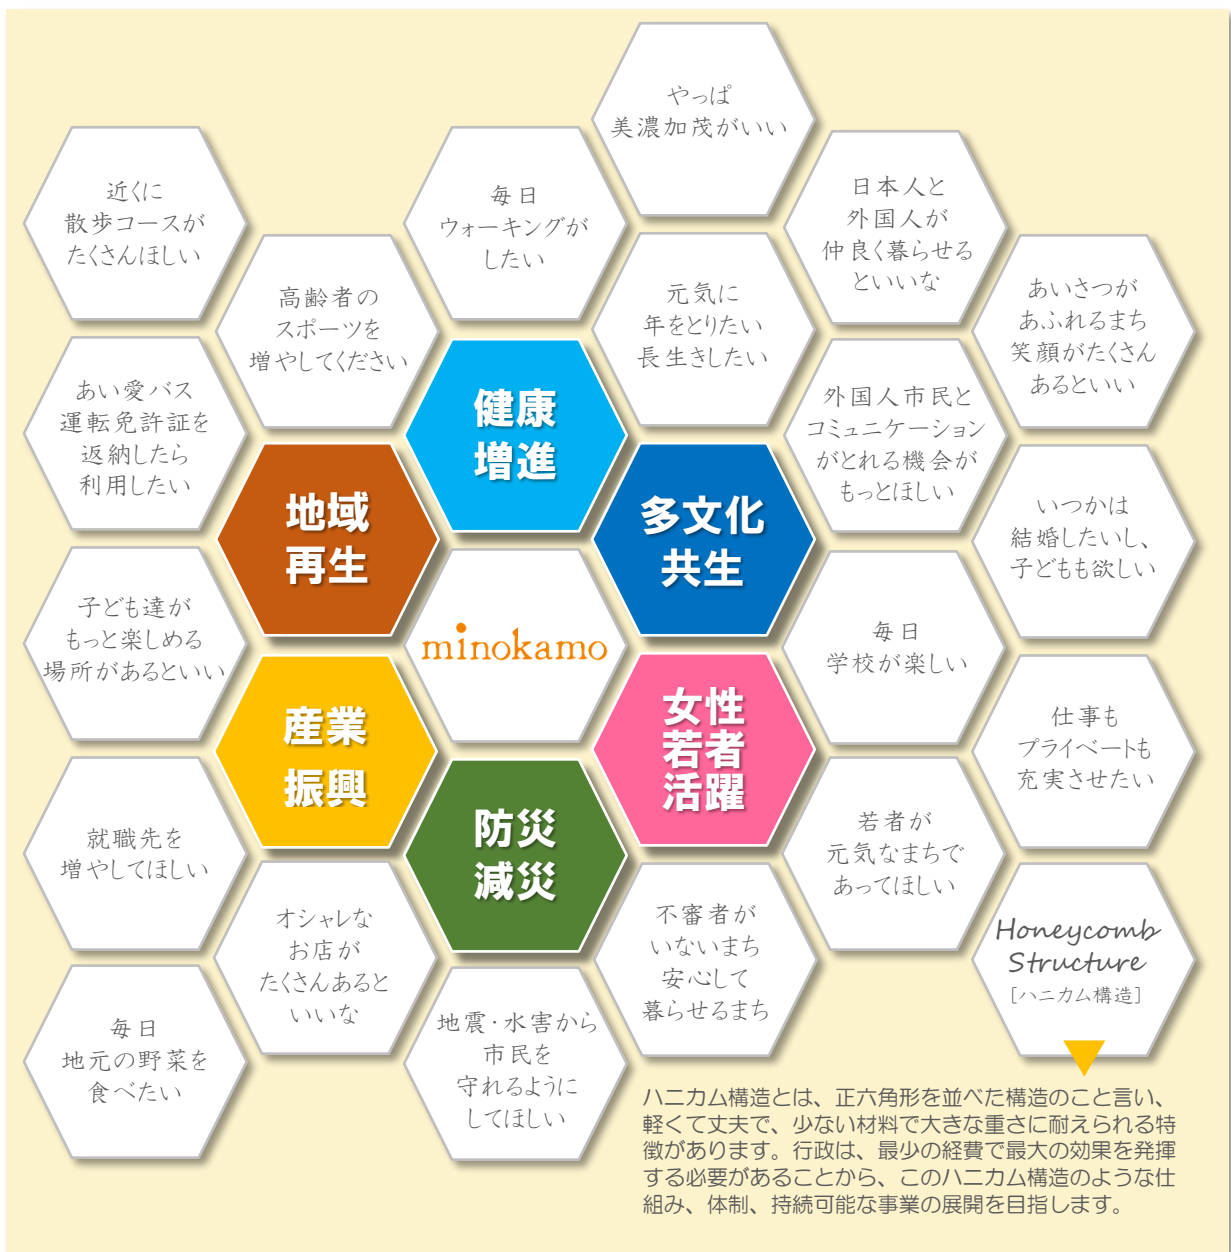 やっぱ
美濃加茂がいい
近くに
散歩コースが
たくさんほしい
毎日
ウォーキングが
したい
日本人と
外国人が
仲良く暮らせる
といいな
高齢者の
スポーツを
増やしてください
元気に
年をとりたい
長生きしたい
あいさつが
あふれるまち
笑顔がたくさん
あるといい
あい愛バス
運転免許証を
返納したら
利用したい
健康
増進
外国人市民と
コミュニケーション
がとれる機会が
もっとほしい
地域
再生
多文化
共生
いつかは
結婚したいし、
子どもも欲しい
子ども達が
もっと楽しめる
場所があるといい
minokamo
毎日
学校が楽しい
産業
振興
女性
若者
活躍
仕事も
プライベートも
充実させたい
就職先を
増やしてほしい
防災
減災
若者が
元気なまちで
あってほしい
オシャレな
お店が
たくさんあると
いいな
不審者が
いないまち
安心して
暮らせるまち
Honeycomb
Structure
[ハニカム構造]
毎日
地元の野菜を
食べたい
地震・水害から
市民を
守れるように
してほしい
ハニカム構造とは、正六角形を並べた構造のこと言い、
軽くて丈夫で、少ない材料で大きな重さに耐えられる特
徴があります。行政は、最少の経費で最大の効果を発揮
する必要があることから、このハニカム構造のような仕
組み、体制、持続可能な事業の展開を目指します。